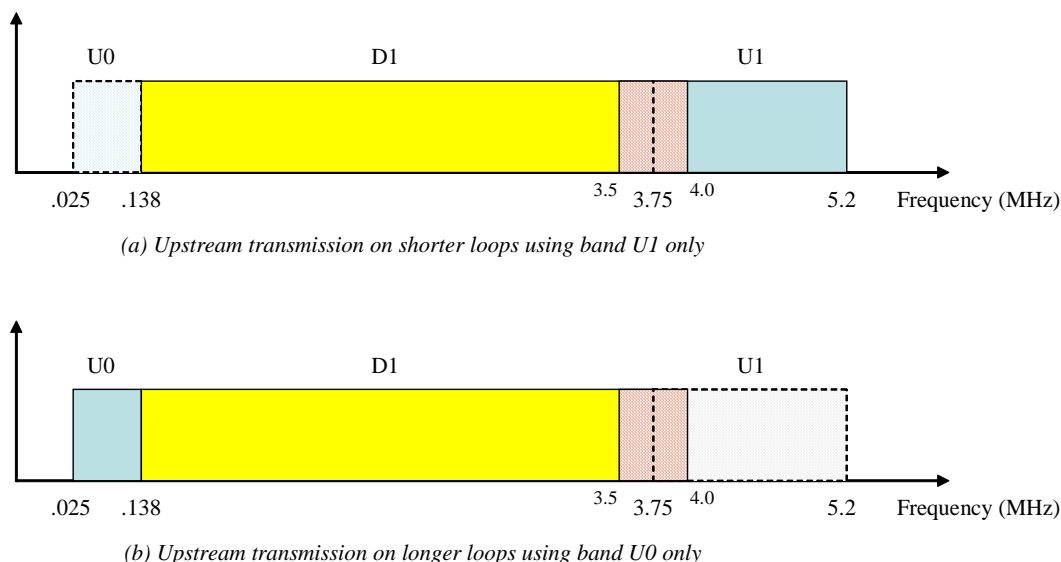 U0 D1 U1
.025 .138 3.5 3.75 4.0 5.2 Frequency (MHz)
(a) Upstream transmission on shorter loops using band U1 only
U0 D1 U1
.025 .138 3.5 3.75 4.0 5.2 Frequency (MHz)
(b) Upstream transmission on longer loops using band U0 only